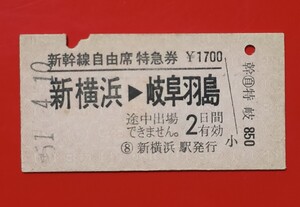 新幹線自由席特急券 ¥1700
51. 4. 10
新横浜▶岐阜羽島
途中出場できません。
2日間有効
小
⑧ 新横浜 駅発行
特 岐 850